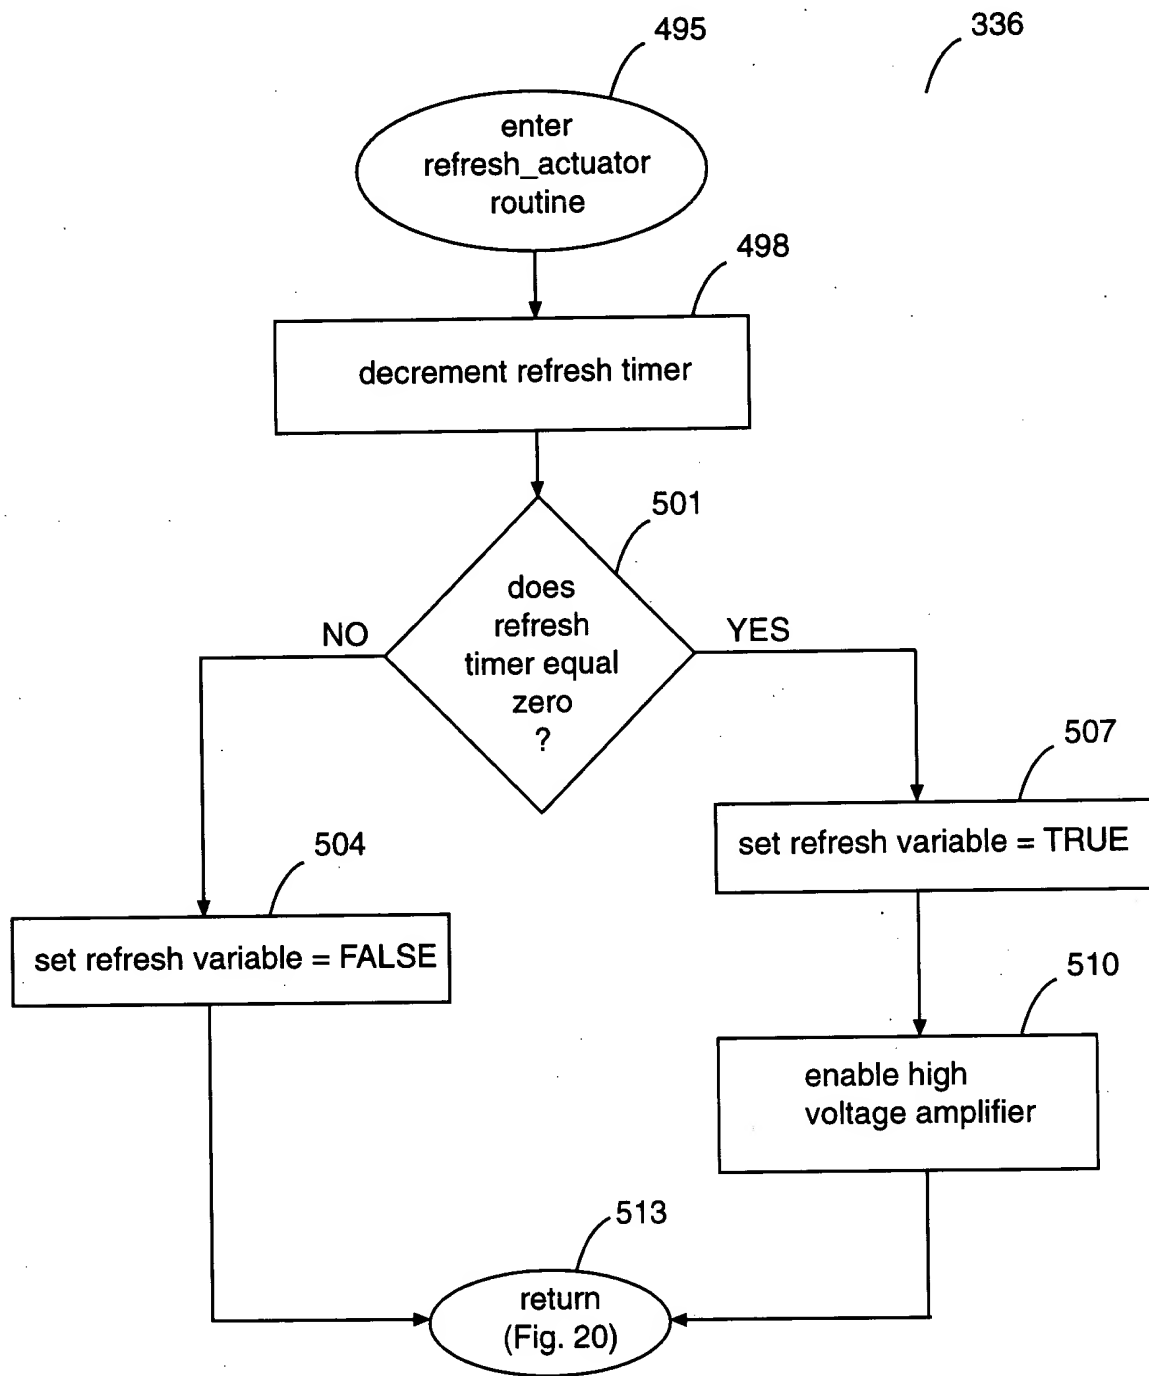 495
336
enter
refresh_actuator
routine
498
decrement refresh timer
501
does
refresh
timer equal
zero
?
NO
YES
507
set refresh variable = TRUE
504
set refresh variable = FALSE
510
enable high
voltage amplifier
513
return
(Fig. 20)